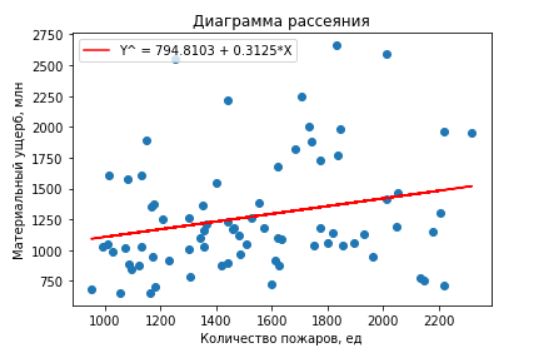 Диаграмма рассеяния
Y^ = 794.8103 + 0.3125*X
Материальный ущерб, млн
2750
2500
2250
2000
1750
1500
1250
1000
750
1000 1200 1400 1600 1800 2000 2200
Количество пожаров, ед